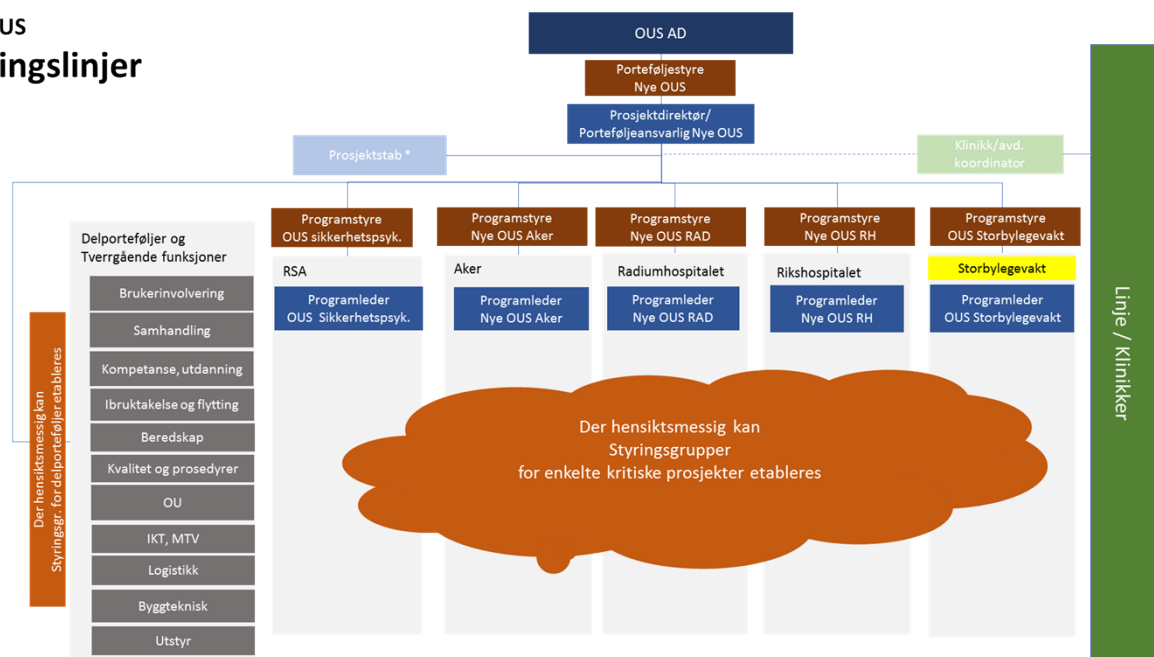 OUS
ingslinjer
OUS AD
Porteføljestyre
Nye OUS
Prosjektdirektør/
Porteføljeansvarlig Nye OUS
Prosjektstab *
Klinikk/avd.
koordinator
Programstyre
OUS sikkerhetspsyk.
Programstyre
Nye OUS Aker
Programstyre
Nye OUS RAD
Programstyre
Nye OUS RH
Programstyre
OUS Storbylegevakt
Delporteføljer og
Tverrgående funksjoner
Brukerinvolvering
Samhandling
Kompetanse, utdanning
Ibruktakelse og flytting
Beredskap
Kvalitet og prosedyrer
OU
IKT, MTV
Logistikk
Byggteknisk
Utstyr
Der hensiktsmessig kan
Styringsgr. for delporteføljer etableres
RSA
Programleder
OUS Sikkerhetspsyk.
Aker
Programleder
Nye OUS Aker
Radiumhospitalet
Programleder
Nye OUS RAD
Rikshospitalet
Programleder
Nye OUS RH
Storbylegevakt
Programleder
OUS Storbylegevakt
Der hensiktsmessig kan
Styringsgrupper
for enkelte kritiske prosjekter etableres
Linje / Klinikker